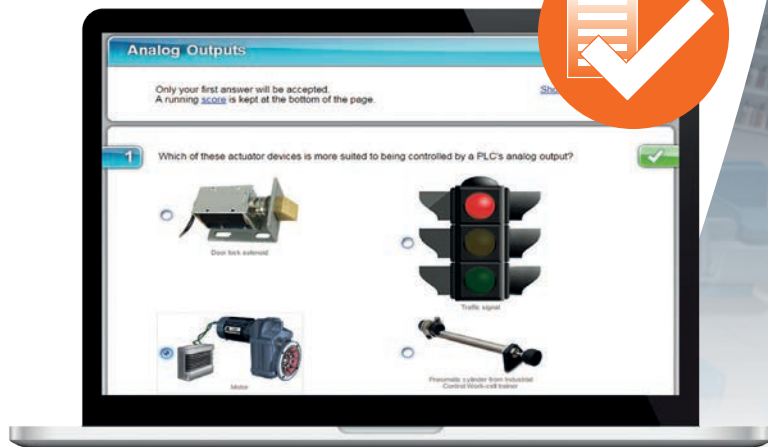 Analog Outputs
Only your first answer will be accepted.
A running score is kept at the bottom of the page.
1
Which of these actuator devices is more suited to being controlled by a PLC's analog output?
Door lock solenoid
Traffic signal
Motor
Pneumatic cylinder from Industrial
Control Work-cell trainer